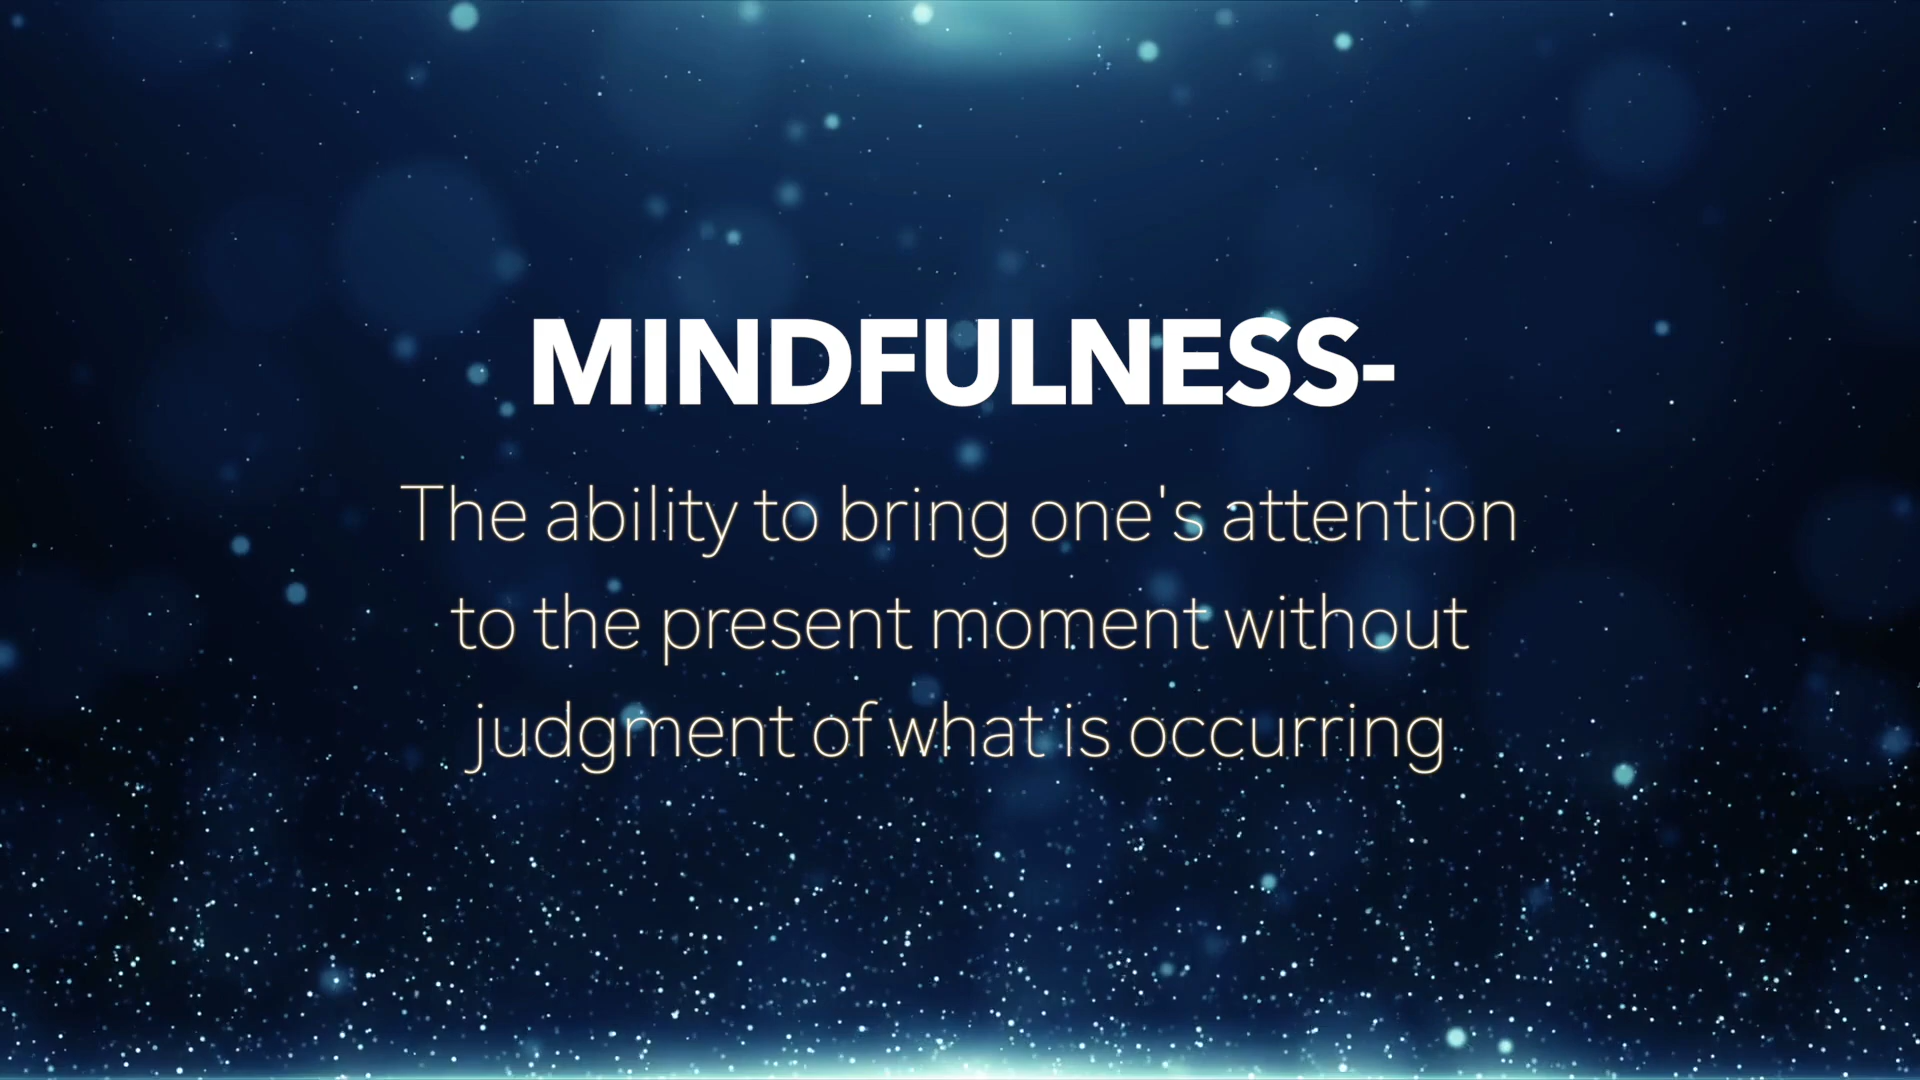 MINDFULNESS-
The ability to bring one's attention
to the present moment without
judgment of what is occurring